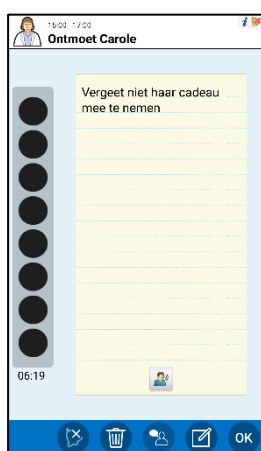 15:00 17:00
Ontmoet Carole
Vergeet niet haar cadeau
mee te nemen
06:19
OK